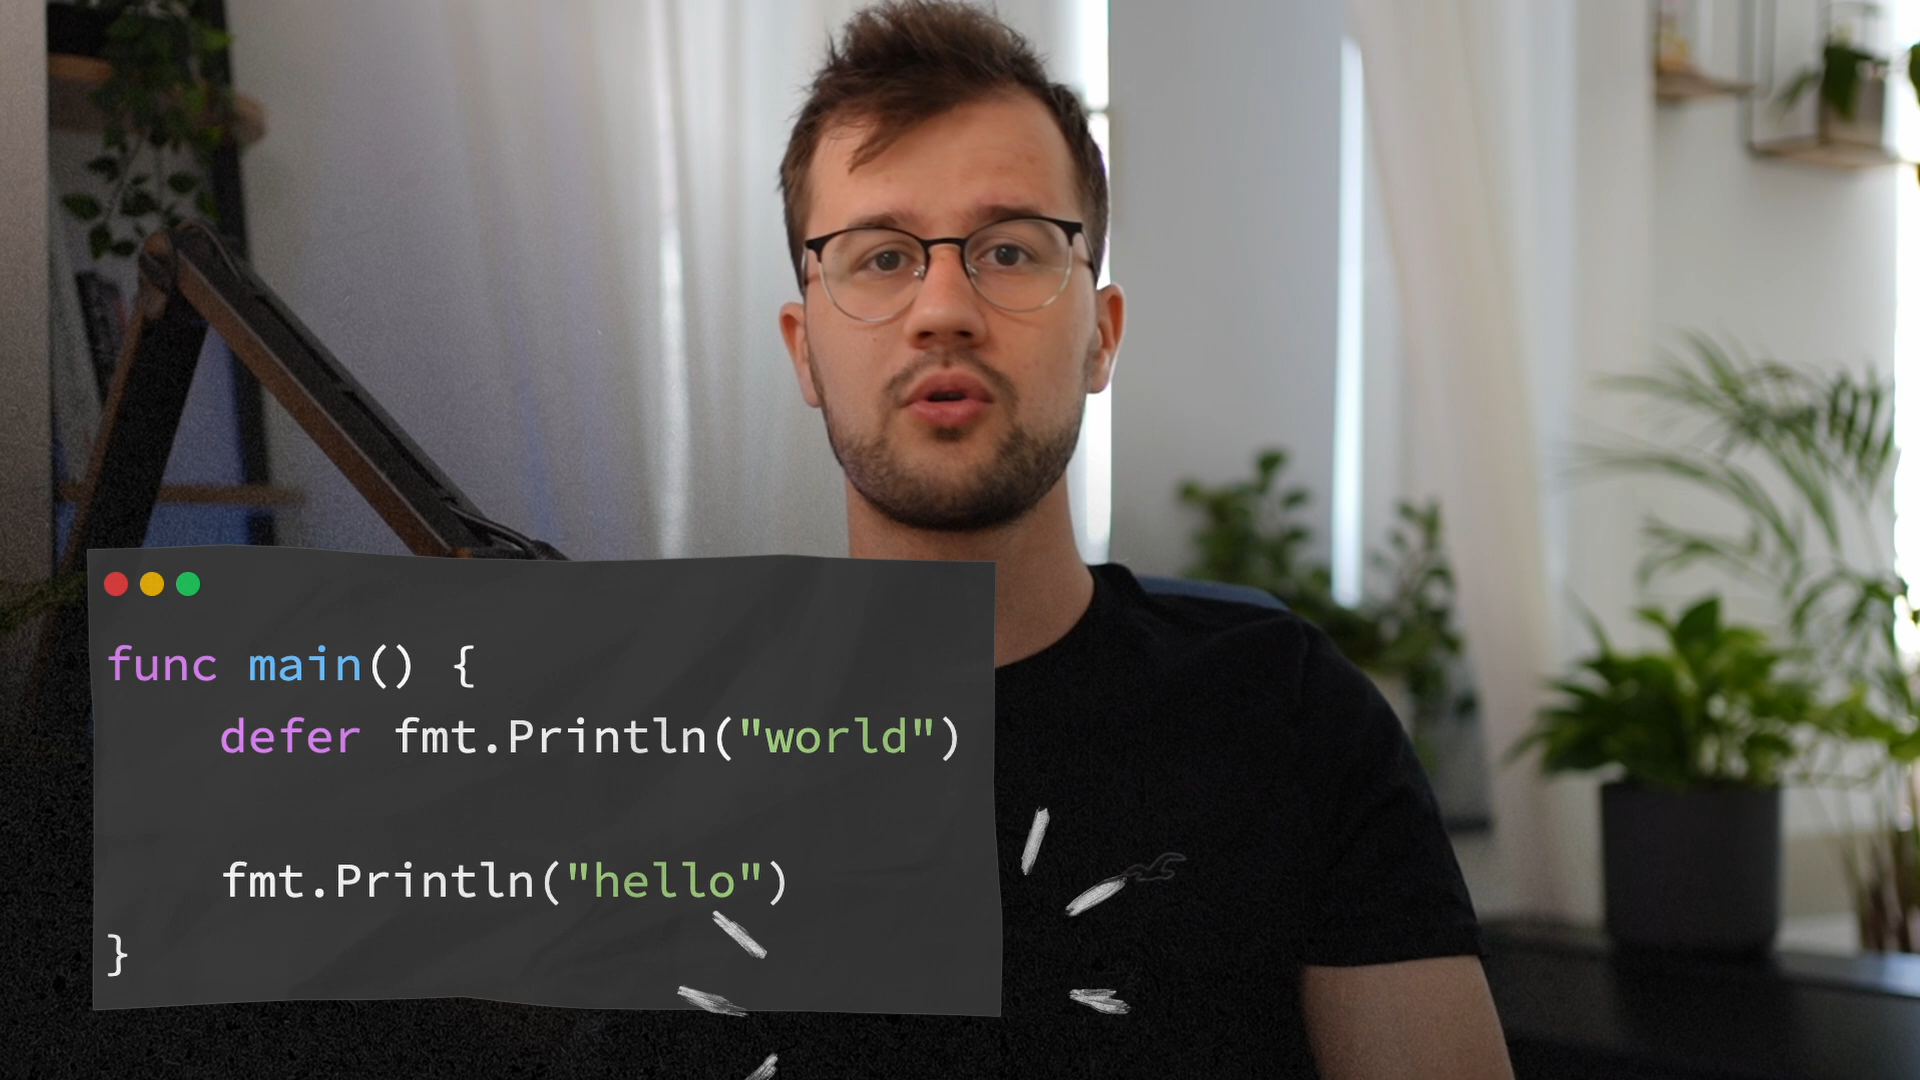 func main() {
    defer fmt.Println("world")

    fmt.Println("hello")
}